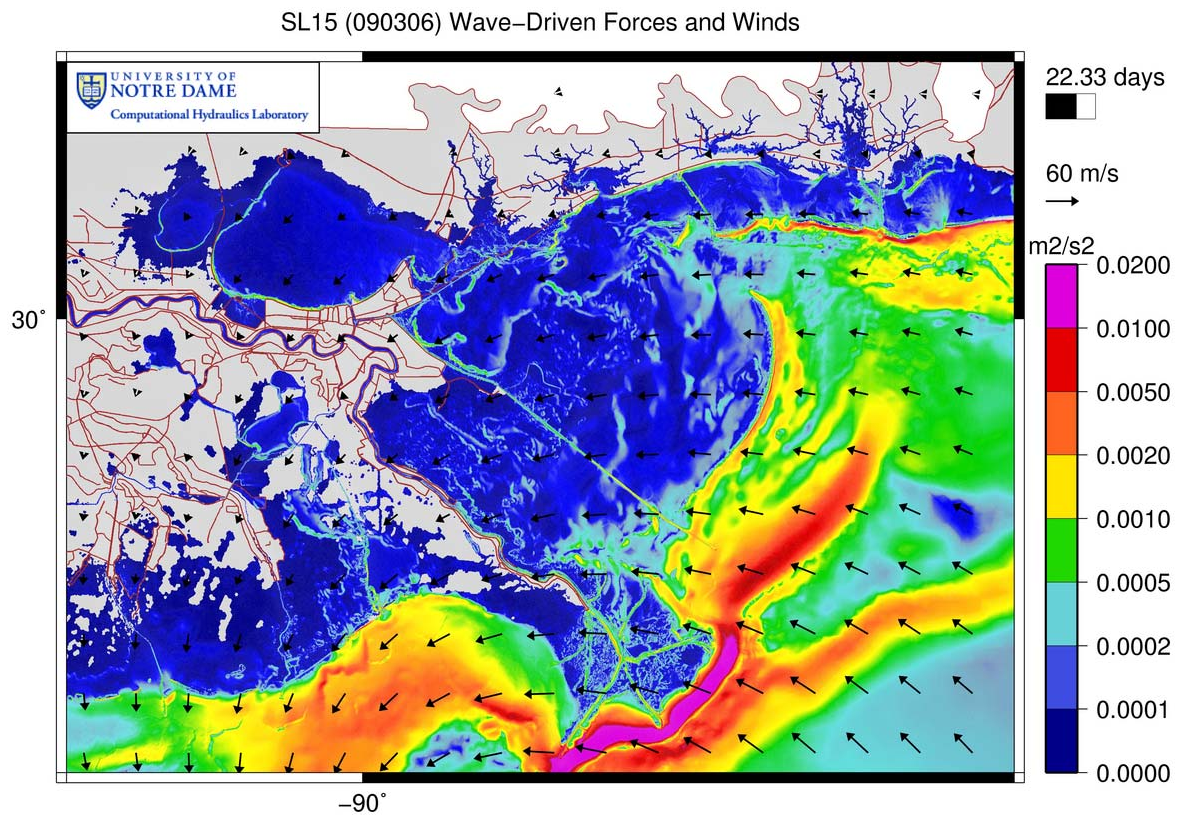 SL15 (090306) Wave−Driven Forces and Winds
UNIVERSITY OF
NOTRE DAME
Computational Hydraulics Laboratory
22.33 days
60 m/s
m2/s2
0.0200
0.0100
0.0050
0.0020
0.0010
0.0005
0.0002
0.0001
0.0000
30˚
−90˚